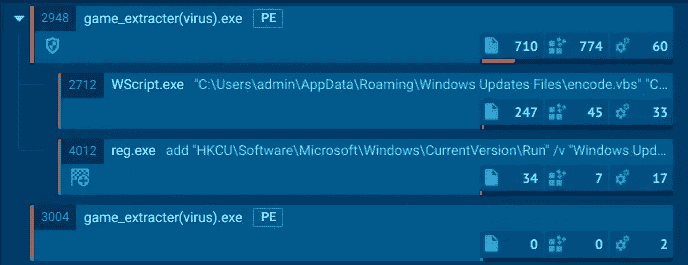 2948 game_extracter(virus).exe PE
710 774 60
2712 WScript.exe "C:\Users\admin\AppData\Roaming\Windows Updates Files\encode.vbs" "C...
247 45 33
4012 reg.exe add "HKCU\Software\Microsoft\Windows\CurrentVersion\Run" /v "Windows Upd...
34 7 17
3004 game_extracter(virus).exe PE
0 0 2